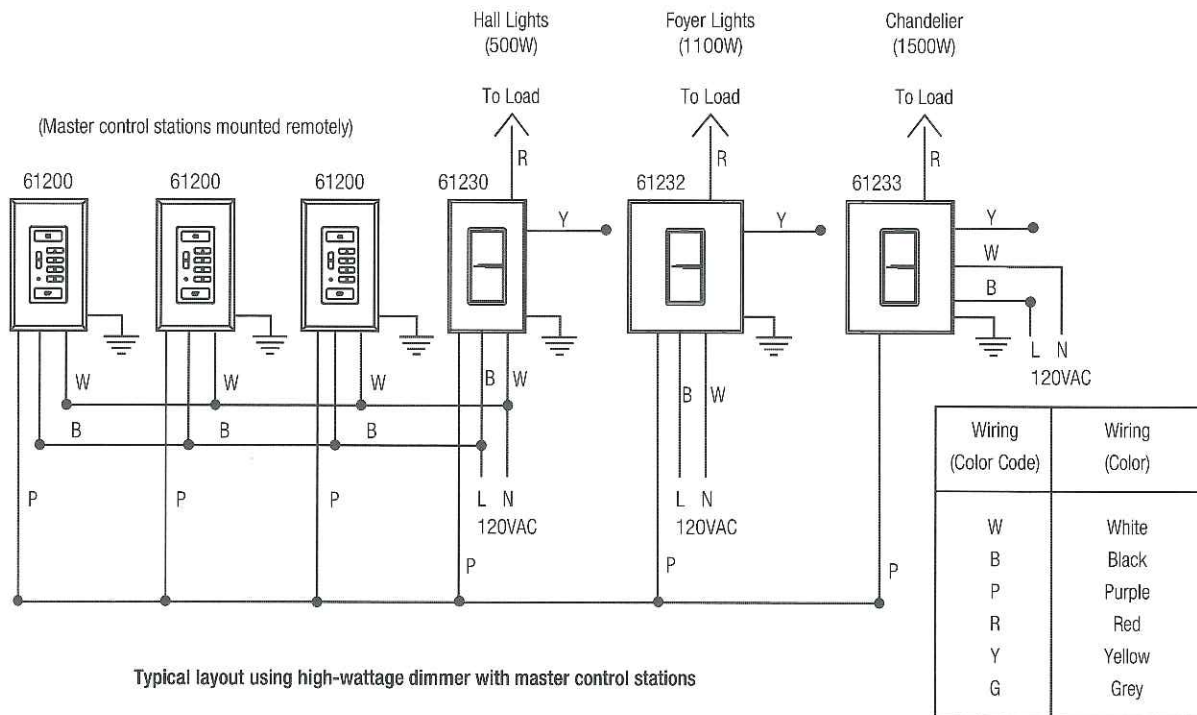 Hall Lights
(500W)
Foyer Lights
(1100W)
Chandelier
(1500W)
To Load
To Load
To Load
(Master control stations mounted remotely)
R
R
R
61200
61200
61200
61230
61232
61233
Y
Y
Y
W
B
L N
120VAC
W
W
W
B
W
B
W
B
B
B
P
P
P
L N
120VAC
L N
120VAC
P
P
P
Wiring
(Color Code)
Wiring
(Color)
W White
B Black
P Purple
R Red
Y Yellow
G Grey
Typical layout using high-wattage dimmer with master control stations